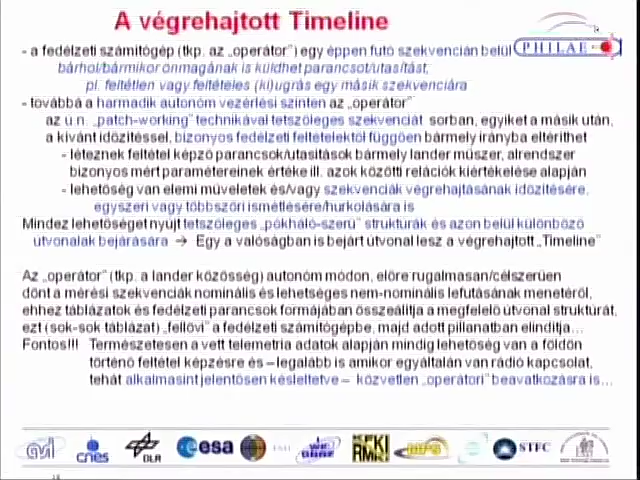 A végrehajtott Timeline
PHILAE
- a fedélzeti számítógép (tkp. az „operátor") egy éppen futó szekvencián belül
bárhol/bármikor önmagának is küldhet parancsot/utasítást,
pl. feltétlen vagy feltételes (ki)ugrás egy másik szekvenciára
- továbbá a harmadik autonóm vezérlési szinten az „operátor"
az u.n. „patch-working" technikával tetszőleges szekvenciát sorban, egyiket a másik után,
a kívánt időzítéssel, bizonyos fedélzeti feltételektől függően bármely irányba eltéríthet
- léteznek feltétel képző parancsok/utasítások bármely lander műszer, alrendszer
bizonyos mért paramétereinek értéke ill. azok közötti relációk kiértékelése alapján
- lehetőség van elemi műveletek és/vagy szekvenciák végrehajtásának időzítésére,
egyszeri vagy többszöri ismétlésére/hurkolására is
Mindez lehetőséget nyújt tetszőleges „pókháló-szerű" struktúrák és azon belül különböző
útvonalak bejárására → Egy a valóságban is bejárt útvonal lesz a végrehajtott „Timeline"
Az „operátor" (tkp. a lander közösség) autonóm módon, előre rugalmasan/célszerűen
dönt a mérési szekvenciák nominális és lehetséges nem-nominális lefutásának menetéről,
ehhez táblázatok és fedélzeti parancsok formájában összeállítja a megfelelő útvonal struktúrát,
ezt (sok-sok táblázat) „fellövi" a fedélzeti számítógépbe, majd adott pillanatban elindítja...
Fontos!!! Természetesen a vett telemetria adatok alapján mindig lehetőség van a földön
történő feltétel képzésre és – legalább is amikor egyáltalán van rádió kapcsolat,
tehát alkalmasint jelentősen késleltetve – közvetlen „operátori" beavatkozásra is...
cnes DLR esa KFKI RMKI MPS STFC